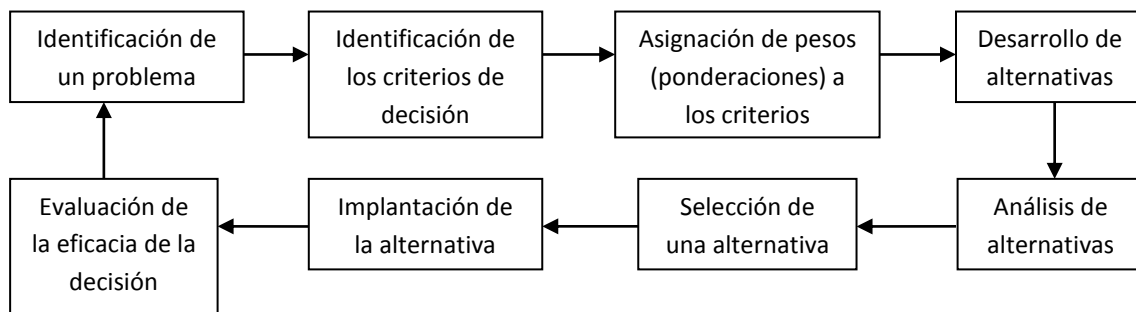 Identificación de
un problema
Identificación de
los criterios de
decisión
Asignación de pesos
(ponderaciones) a
los criterios
Desarrollo de
alternativas
Análisis de
alternativas
Selección de
una alternativa
Implantación de
la alternativa
Evaluación de
la eficacia de la
decisión